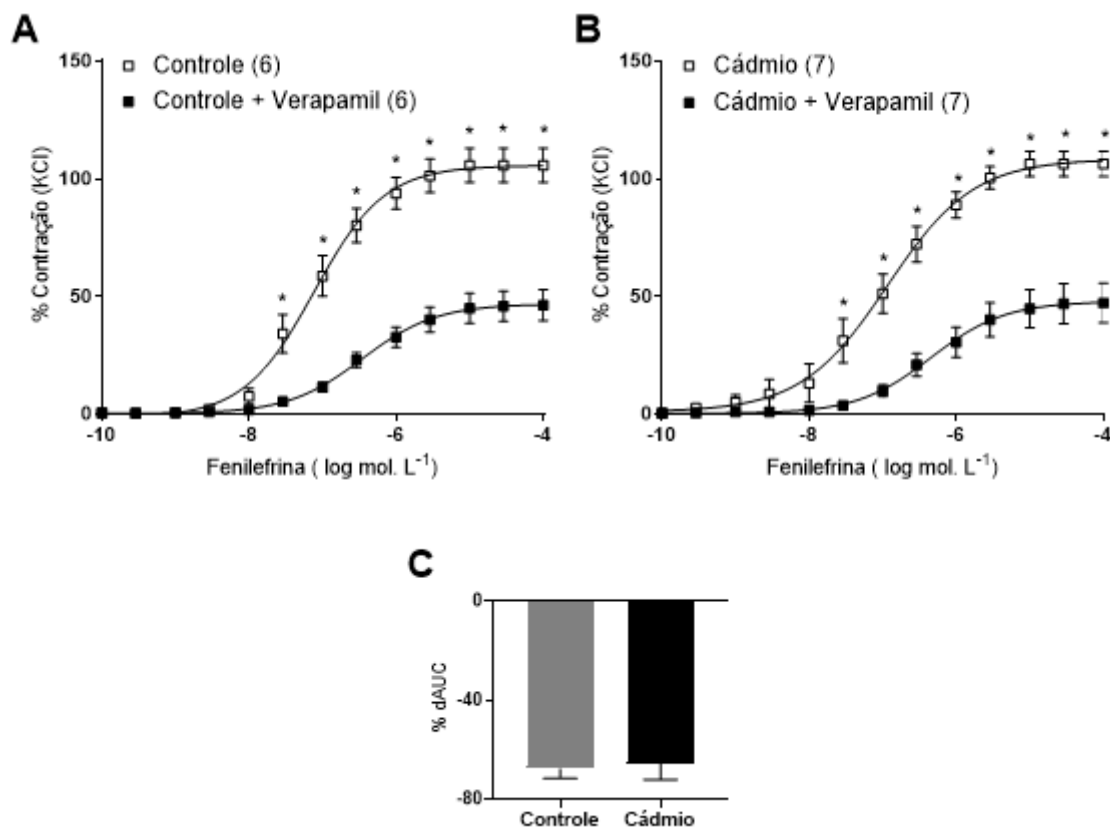 A
Controle (6)
Controle + Verapamil (6)
% Contração (KCl)
150
100
50
0
* * * * * * * *
-10 -8 -6 -4
Fenilefrina ( log mol. L⁻¹)
B
Cádmio (7)
Cádmio + Verapamil (7)
% Contração (KCl)
150
100
50
0
* * * * * * * *
-10 -8 -6 -4
Fenilefrina ( log mol. L⁻¹)
C
% dAUC
0
-40
-80
Controle Cádmio